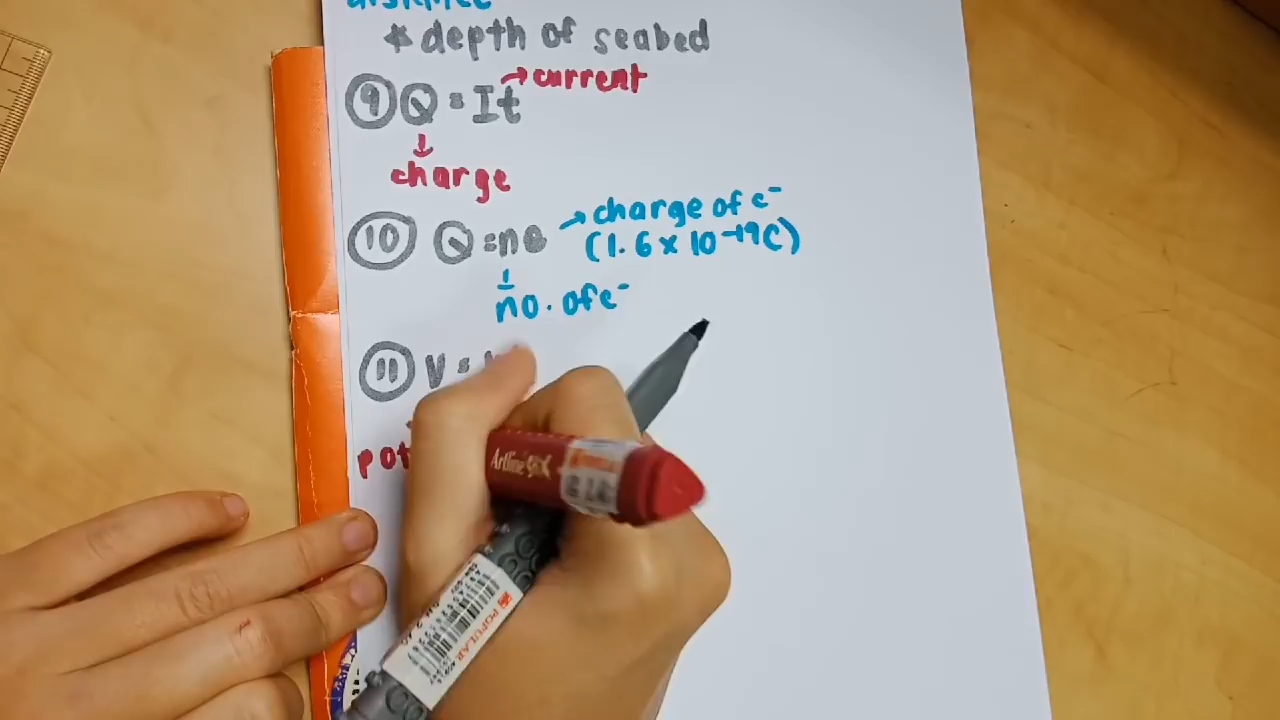 * depth of seabed
⑨ Q = It → current
↓
charge
⑩ Q = ne → charge of e⁻
(1.6 x 10⁻¹⁹C)
↓
no. of e⁻
⑪ V =
Artline
POPULAR